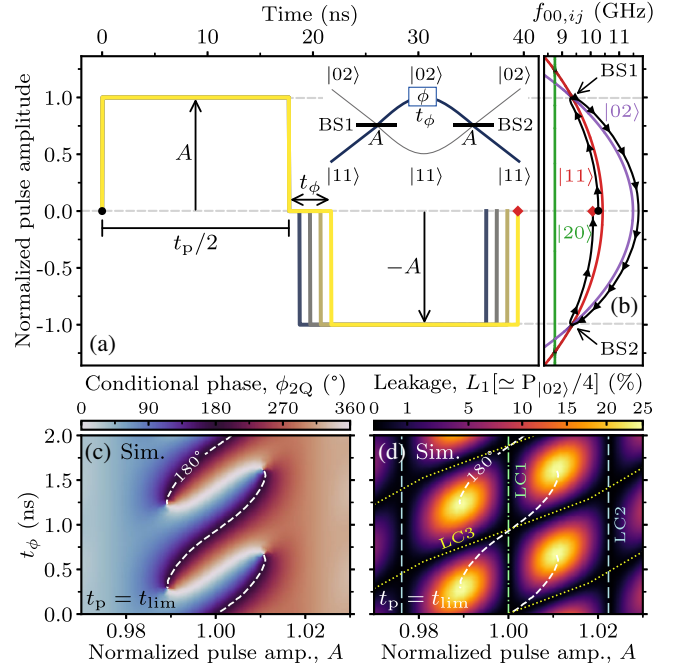 Time (ns)
0 10 20 30 40
f₀₀,ᵢⱼ (GHz)
9 10 11
Normalized pulse amplitude
1.0
0.5
0.0
-0.5
-1.0
A
tₚ/2
t_ϕ
−A
(a)
|02⟩ |02⟩ |02⟩
ϕ
t_ϕ
BS1 BS2
A A
|11⟩ |11⟩ |11⟩
BS1
|02⟩
|11⟩
|20⟩
(b)
BS2
Conditional phase, ϕ₂Q (°)
0 90 180 270 360
Leakage, L₁[≃ P|02⟩/4] (%)
0 1 5 10 15 20 25
(c) Sim.
180°
tₚ = t_lim
t_ϕ (ns)
2.0
1.5
1.0
0.5
0.0
0.98 1.00 1.02
Normalized pulse amp., A
(d) Sim.
180°
LC1
LC2
LC3
tₚ = t_lim
0.98 1.00 1.02
Normalized pulse amp., A